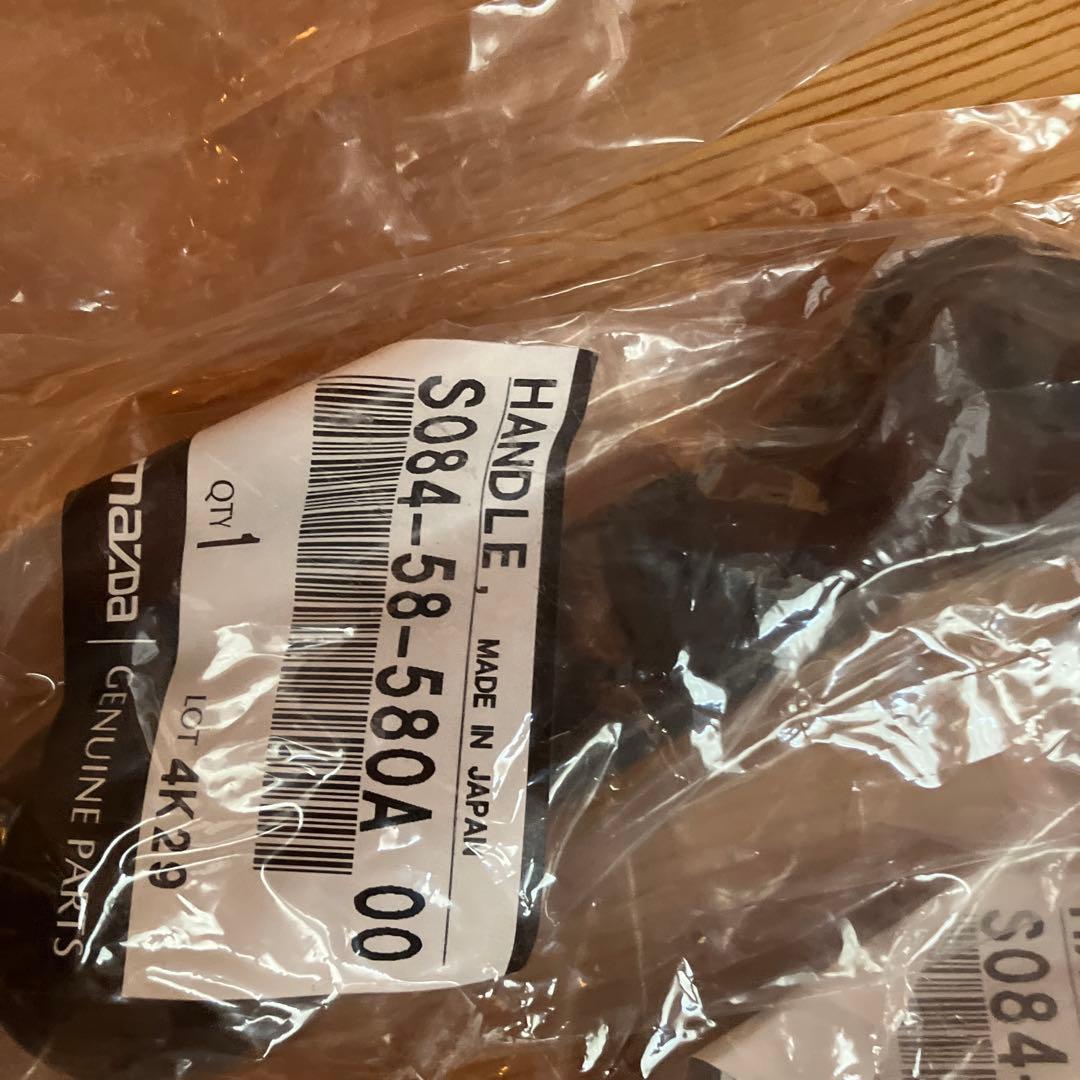 HANDLE,
MADE IN JAPAN
S084-58-580A 00
QTY 1
LOT 4K29
mazda | GENUINE PARTS
S084-